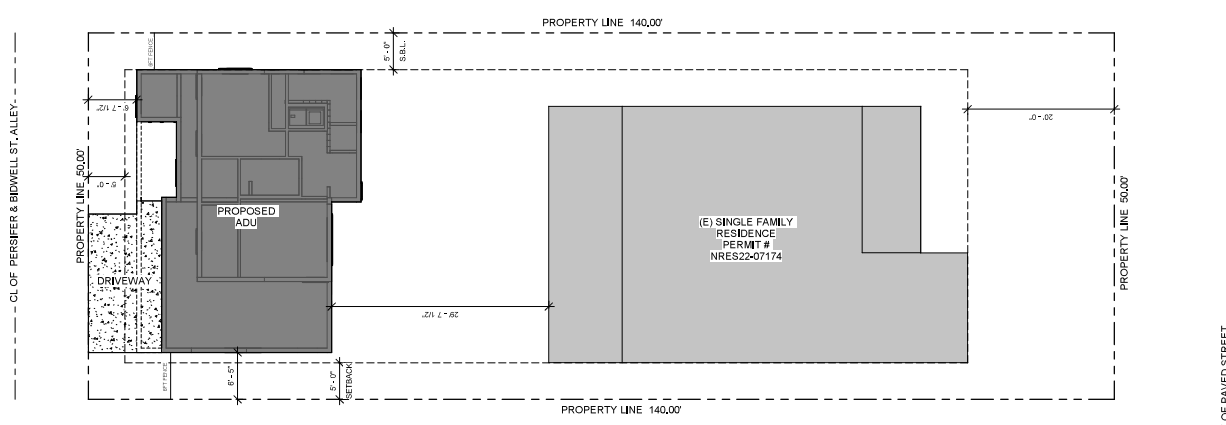 PROPERTY LINE 140.00'
CL OF PERSIFER & BIDWELL ST. ALLEY
6FT FENCE
5' - 0"
S.B.L.
6' - 7 1/2"
PROPERTY LINE 50.00'
20' - 0"
PROPOSED
ADU
(E) SINGLE FAMILY
RESIDENCE
PERMIT #
NRES22-07174
PROPERTY LINE 50.00'
DRIVEWAY
29' - 7 1/2"
6FT FENCE
6' - 5"
5' - 0"
SETBACK
PROPERTY LINE 140.00'
OF PAVED STREET